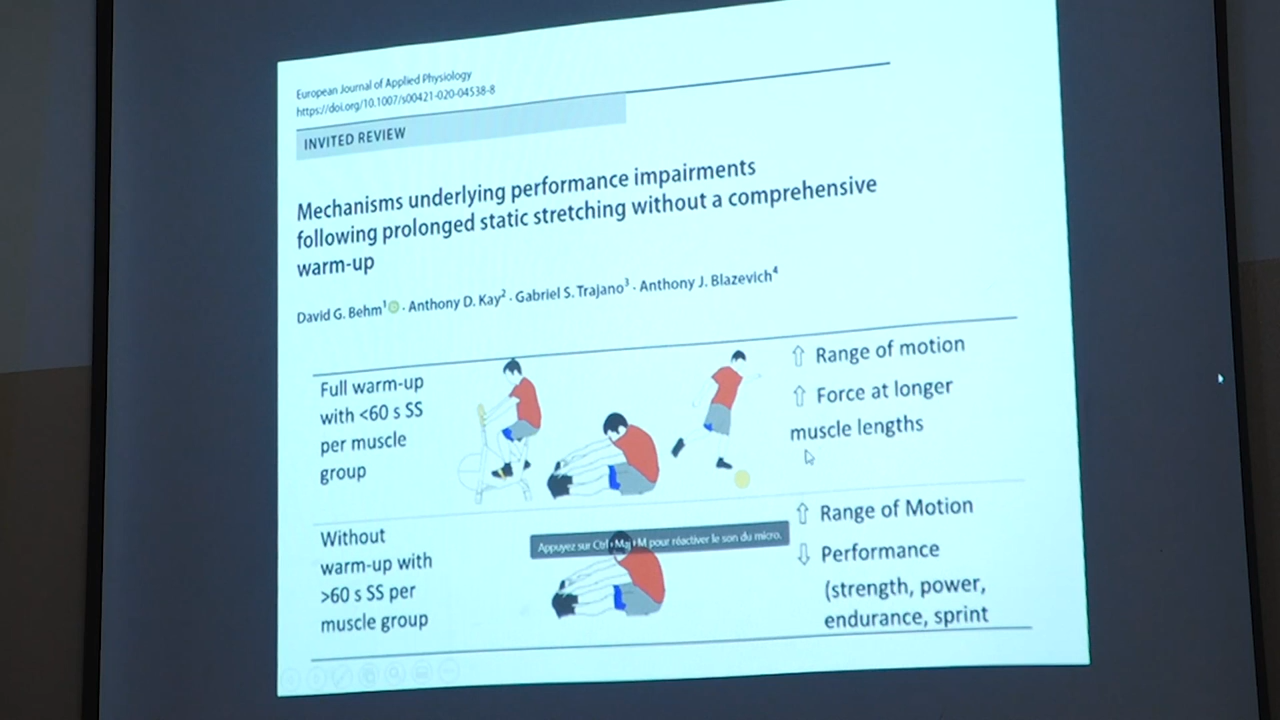 European Journal of Applied Physiology
https://doi.org/10.1007/s00421-020-04538-8
INVITED REVIEW
Mechanisms underlying performance impairments
following prolonged static stretching without a comprehensive
warm-up
David G. Behm1 · Anthony D. Kay2 · Gabriel S. Trajano3 · Anthony J. Blazevich4
Full warm-up
with <60 s SS
per muscle
group
⇧ Range of motion
⇧ Force at longer
muscle lengths
Without
warm-up with
>60 s SS per
muscle group
Appuyez sur Ctrl+Maj+M pour réactiver le son du micro.
⇧ Range of Motion
⇩ Performance
(strength, power,
endurance, sprint